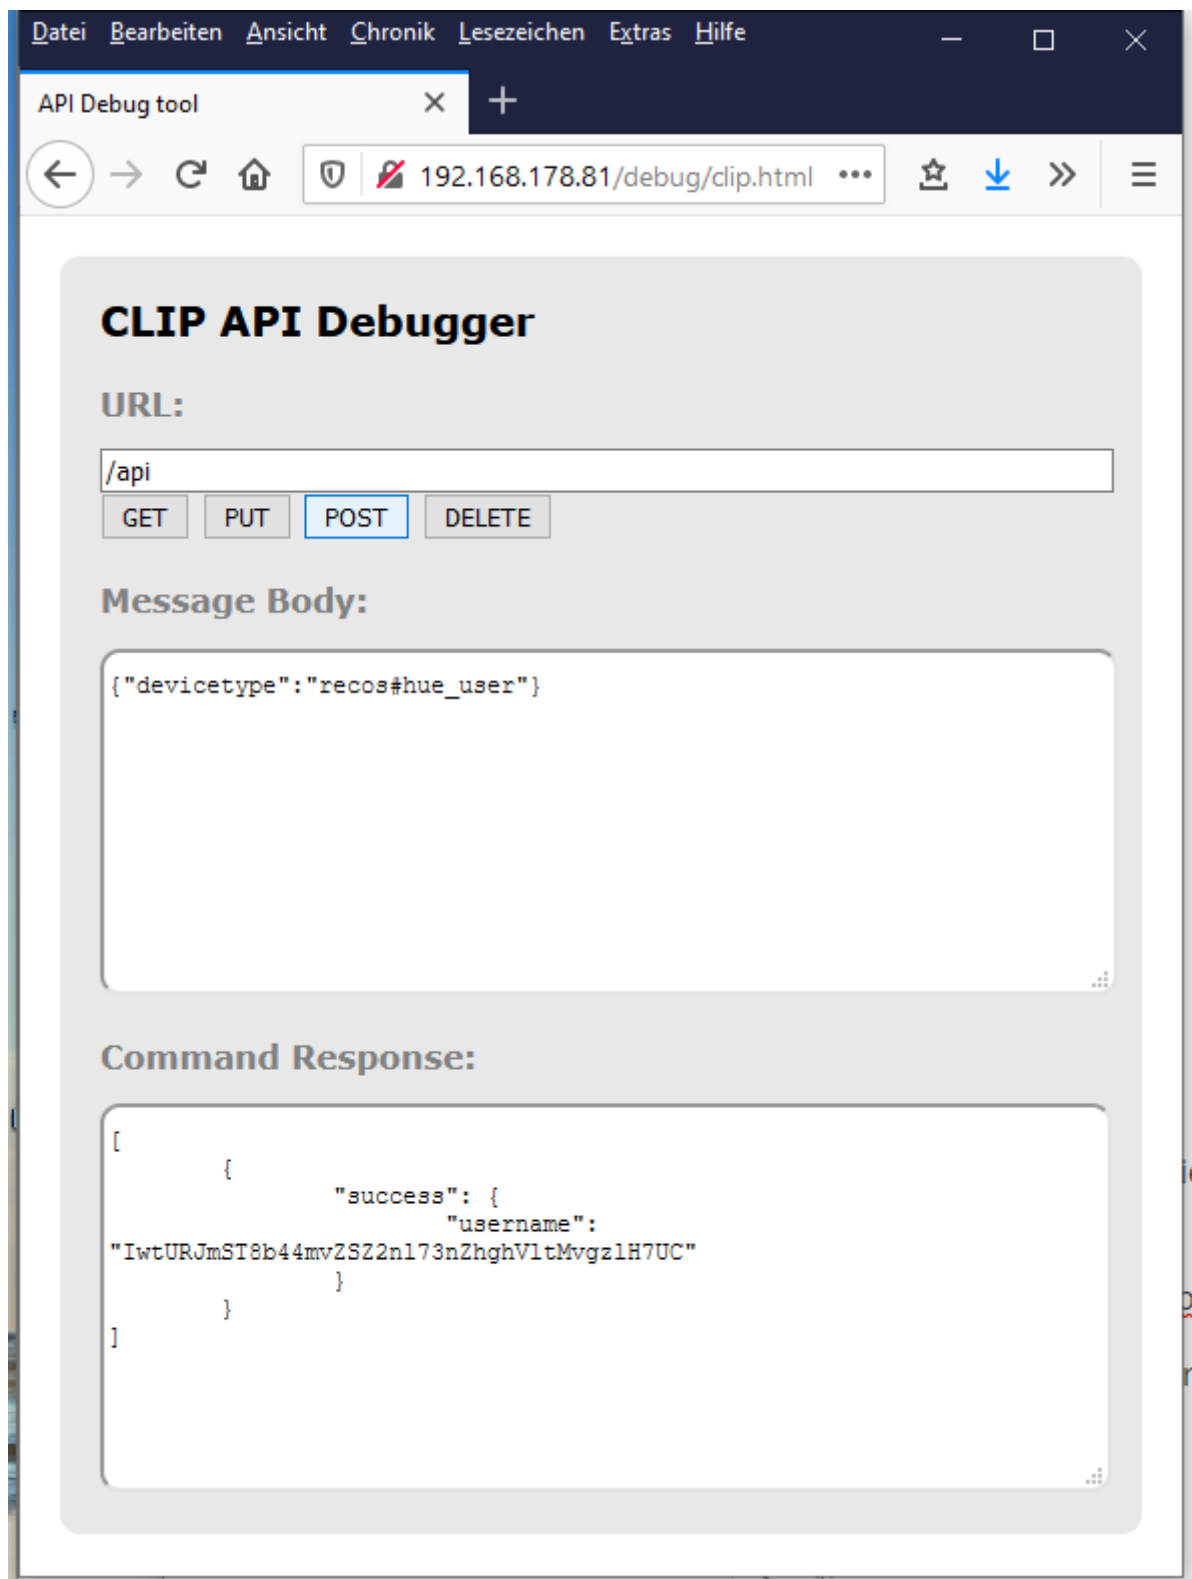 Datei Bearbeiten Ansicht Chronik Lesezeichen Extras Hilfe
API Debug tool
192.168.178.81/debug/clip.html
CLIP API Debugger
URL:
/api
GET PUT POST DELETE
Message Body:
{"devicetype":"recos#hue_user"}
Command Response:
[
{
"success": {
"username":
"IwtURJmST8b44mvZSZ2nl73nZhghVltMvgzlH7UC"
}
}
]